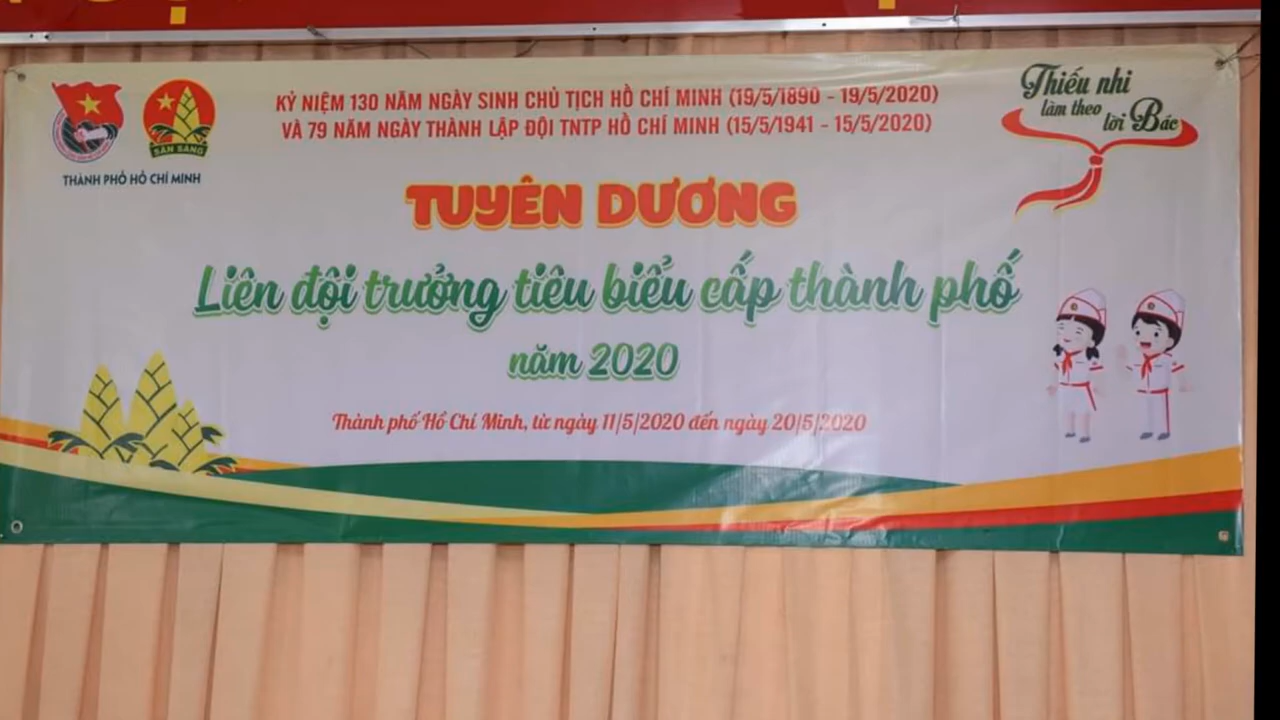 KỶ NIỆM 130 NĂM NGÀY SINH CHỦ TỊCH HỒ CHÍ MINH (19/5/1890 - 19/5/2020)
VÀ 79 NĂM NGÀY THÀNH LẬP ĐỘI TNTP HỒ CHÍ MINH (15/5/1941 - 15/5/2020)
SẴN SÀNG
THÀNH PHỐ HỒ CHÍ MINH
Thiếu nhi
làm theo
lời Bác
TUYÊN DƯƠNG
Liên đội trưởng tiêu biểu cấp thành phố
năm 2020
Thành phố Hồ Chí Minh, từ ngày 11/5/2020 đến ngày 20/5/2020